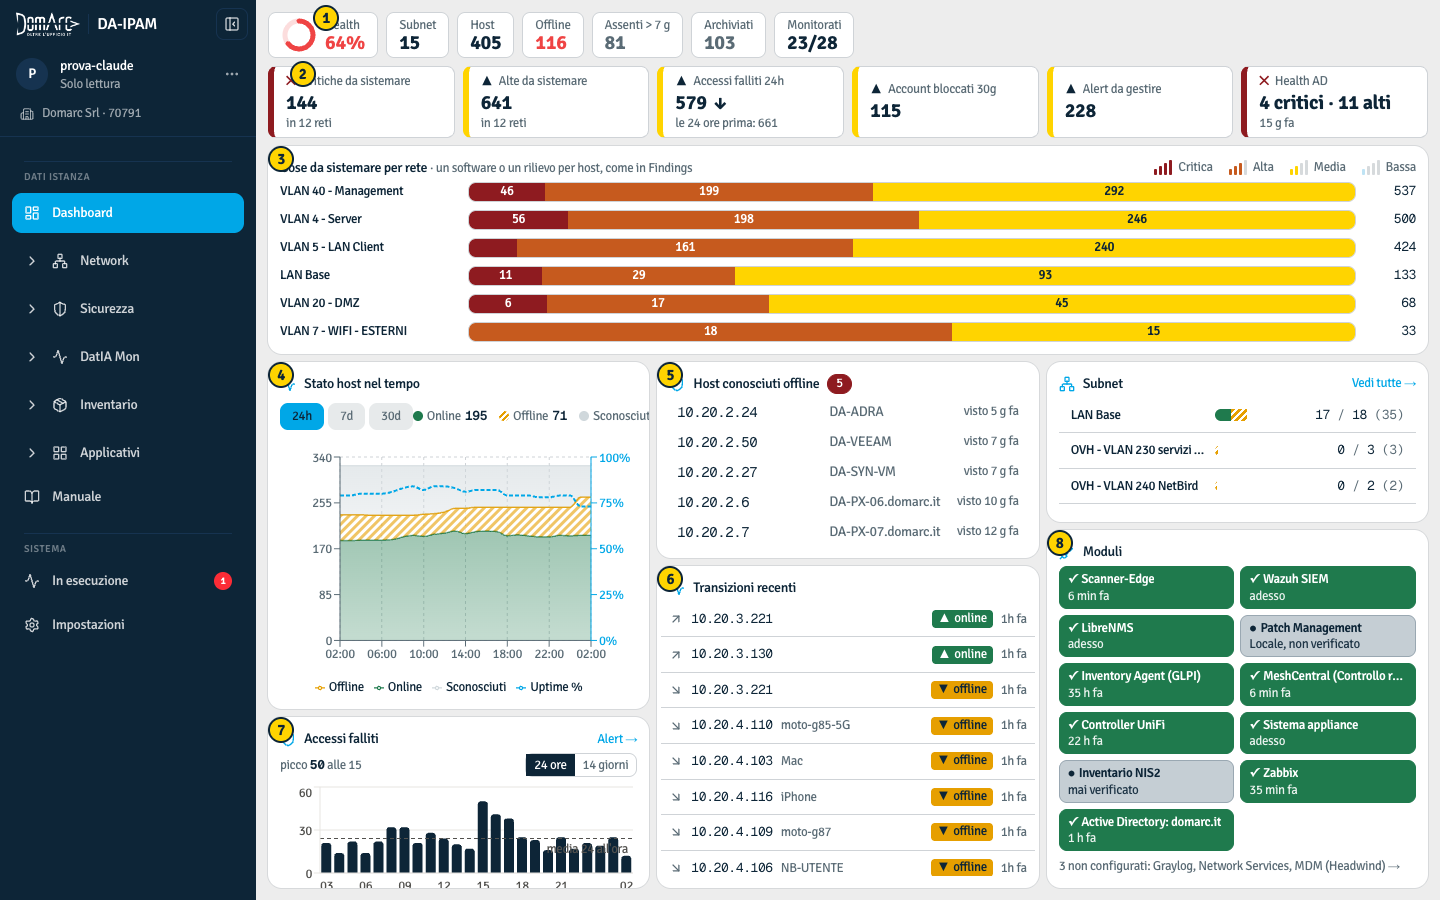 DomArc
OLTRE L'UFFICIO IT
DA-IPAM
P
prova-claude
Solo lettura
Domarc Srl · 70791
DATI ISTANZA
Dashboard
Network
Sicurezza
DatIA Mon
Inventario
Applicativi
Manuale
SISTEMA
In esecuzione
1
Impostazioni
1
ealth
64%
Subnet
15
Host
405
Offline
116
Assenti > 7 g
81
Archiviati
103
Monitorati
23/28
2
itiche da sistemare
144
in 12 reti
Alte da sistemare
641
in 12 reti
Accessi falliti 24h
579 ↓
le 24 ore prima: 661
Account bloccati 30g
115
Alert da gestire
228
Health AD
4 critici · 11 alti
15 g fa
3
ose da sistemare per rete · un software o un rilievo per host, come in Findings
Critica
Alta
Media
Bassa
VLAN 40 - Management 46 199 292 537
VLAN 4 - Server 56 198 246 500
VLAN 5 - LAN Client 161 240 424
LAN Base 11 29 93 133
VLAN 20 - DMZ 6 17 45 68
VLAN 7 - WIFI - ESTERNI 18 15 33
4
Stato host nel tempo
24h 7d 30d Online 195 Offline 71 Sconosciut
340 100%
255 75%
170 50%
85 25%
0 0%
02:00 06:00 10:00 14:00 18:00 22:00 02:00
Offline Online Sconosciuti Uptime %
5
Host conosciuti offline 5
10.20.2.24 DA-ADRA visto 5 g fa
10.20.2.50 DA-VEEAM visto 7 g fa
10.20.2.27 DA-SYN-VM visto 7 g fa
10.20.2.6 DA-PX-06.domarc.it visto 10 g fa
10.20.2.7 DA-PX-07.domarc.it visto 12 g fa
6
Transizioni recenti
↗ 10.20.3.221 ▲ online 1h fa
↗ 10.20.3.130 ▲ online 1h fa
↘ 10.20.3.221 ▼ offline 1h fa
↘ 10.20.4.110 moto-g85-5G ▼ offline 1h fa
↘ 10.20.4.103 Mac ▼ offline 1h fa
↘ 10.20.4.116 iPhone ▼ offline 1h fa
↘ 10.20.4.109 moto-g87 ▼ offline 1h fa
↘ 10.20.4.106 NB-UTENTE ▼ offline 1h fa
7
Accessi falliti
Alert →
picco 50 alle 15
24 ore 14 giorni
60
30
0
media 24 all'ora
03 06 09 12 15 18 21 02
Subnet
Vedi tutte →
LAN Base 17 / 18 (35)
OVH - VLAN 230 servizi ... 0 / 3 (3)
OVH - VLAN 240 NetBird 0 / 2 (2)
8
Moduli
✓ Scanner-Edge
6 min fa
✓ Wazuh SIEM
adesso
✓ LibreNMS
adesso
● Patch Management
Locale, non verificato
✓ Inventory Agent (GLPI)
35 h fa
✓ MeshCentral (Controllo r...
6 min fa
✓ Controller UniFi
22 h fa
✓ Sistema appliance
adesso
● Inventario NIS2
mai verificato
✓ Zabbix
35 min fa
✓ Active Directory: domarc.it
1 h fa
3 non configurati: Graylog, Network Services, MDM (Headwind) →